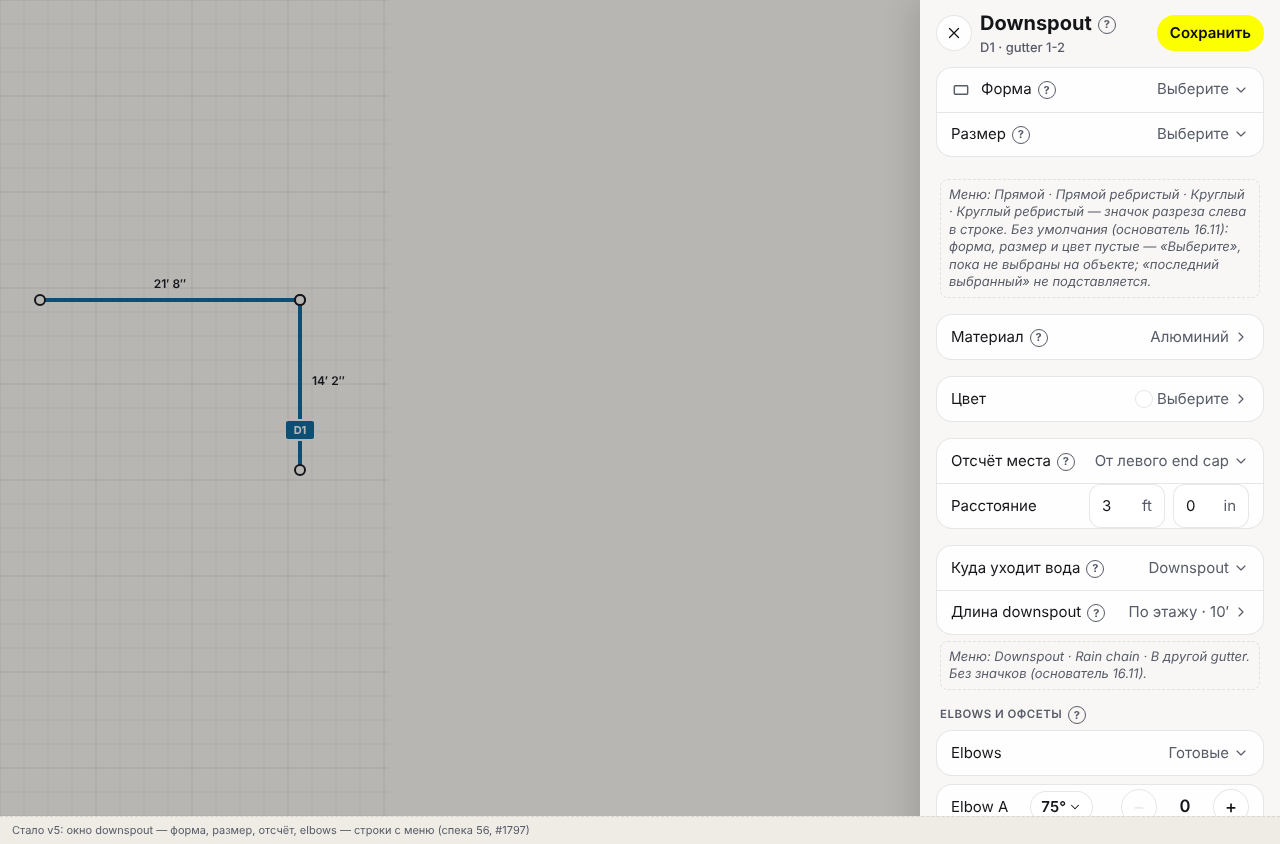 Downspout ?
D1 · gutter 1-2
Сохранить
Форма ? Выберите
Размер ? Выберите
Меню: Прямой · Прямой ребристый · Круглый
· Круглый ребристый — значок разреза слева
в строке. Без умолчания (основатель 16.11):
форма, размер и цвет пустые — «Выберите»,
пока не выбраны на объекте; «последний
выбранный» не подставляется.
Материал ? Алюминий
Цвет Выберите
Отсчёт места ? От левого end cap
Расстояние 3 ft 0 in
Куда уходит вода ? Downspout
Длина downspout ? По этажу · 10′
Меню: Downspout · Rain chain · В другой gutter.
Без значков (основатель 16.11).
ELBOWS И ОФСЕТЫ ?
Elbows Готовые
Elbow A 75° − 0 +
21′ 8″
14′ 2″
D1
Стало v5: окно downspout — форма, размер, отсчёт, elbows — строки с меню (спека 56, #1797)